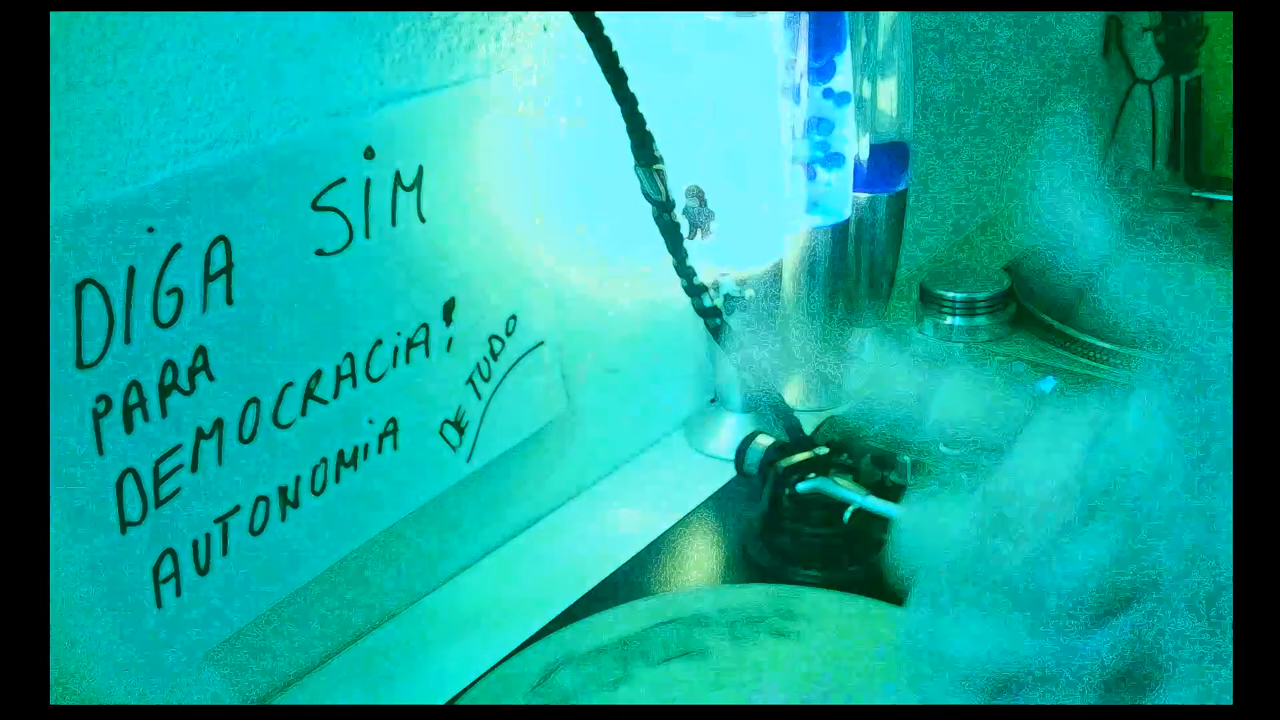 DIGA SIM
PARA
DEMOCRACIA!
AUTONOMIA
DE TUDO